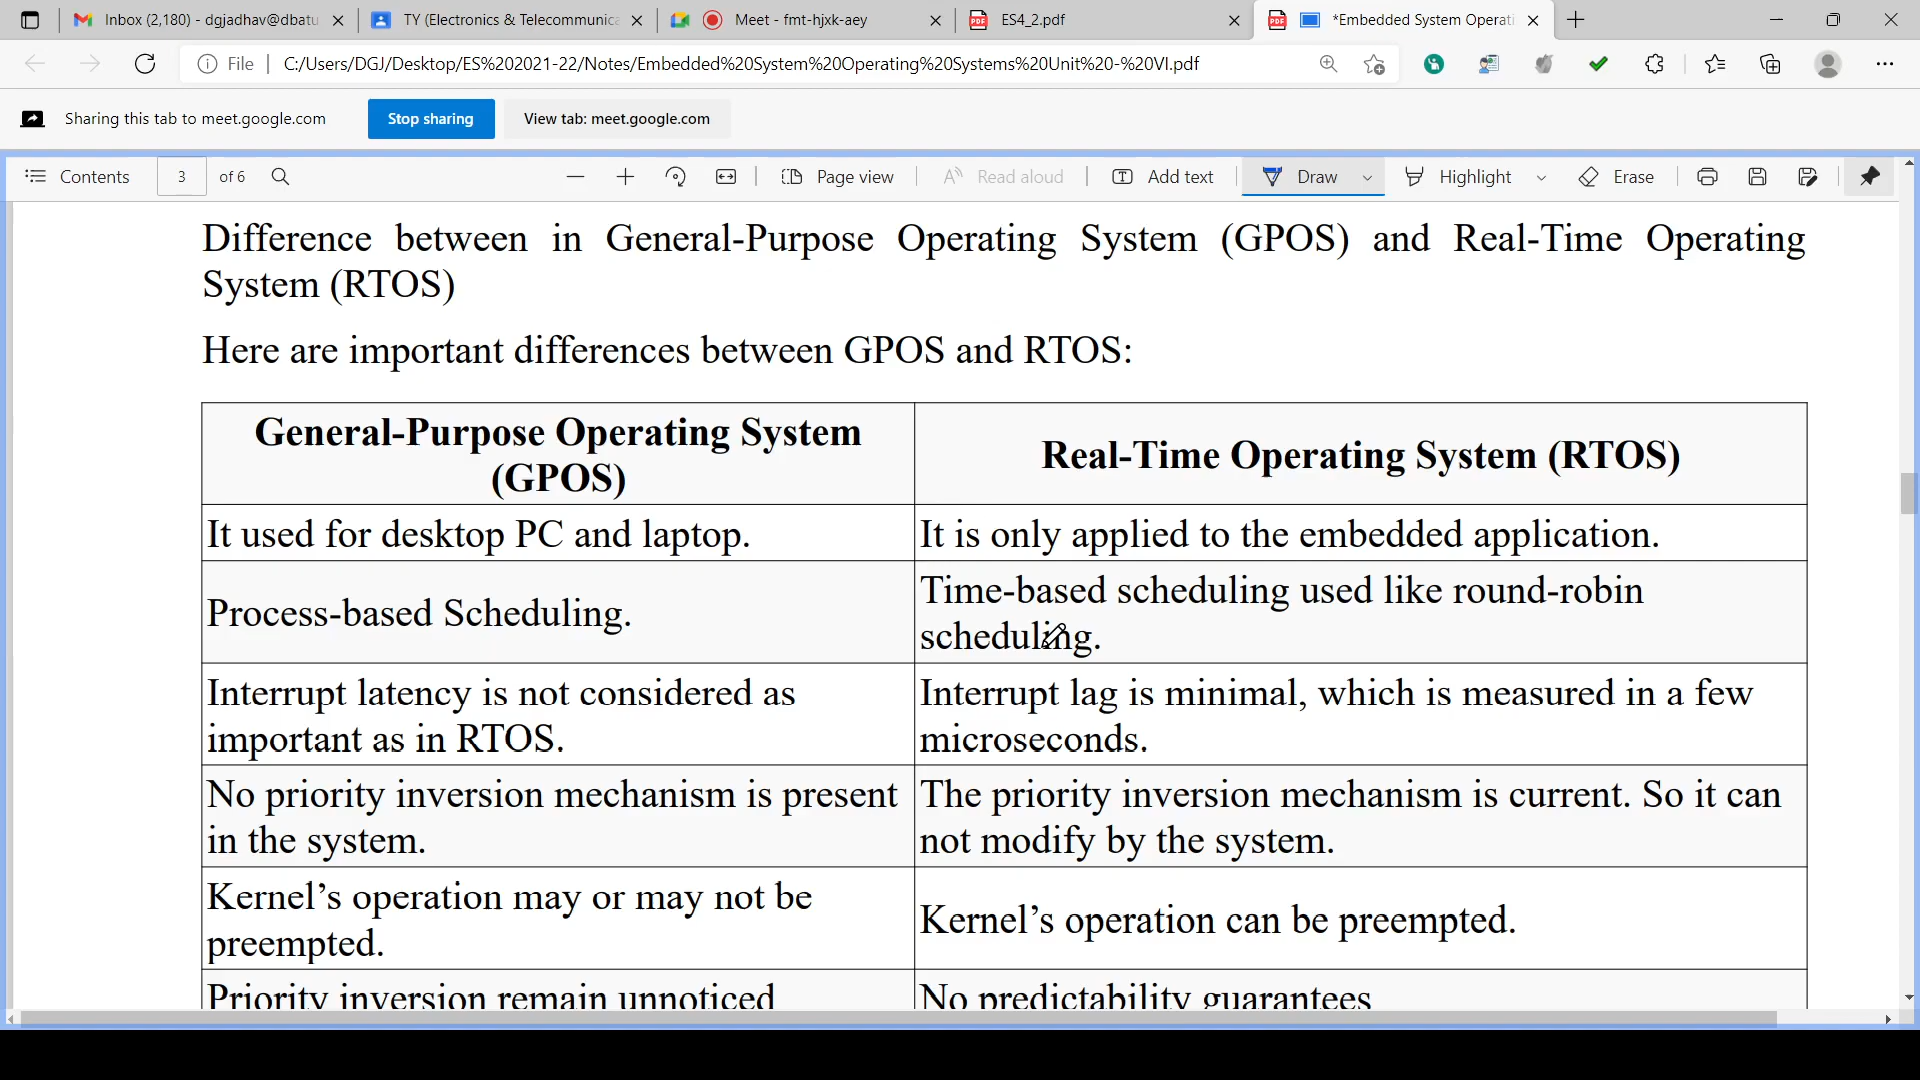 Inbox (2,180) - dgjadhav@dbatu
TY (Electronics & Telecommunica
Meet - fmt-hjxk-aey
ES4_2.pdf
*Embedded System Operati
File
C:/Users/DGJ/Desktop/ES%202021-22/Notes/Embedded%20System%20Operating%20Systems%20Unit%20-%20VI.pdf
Sharing this tab to meet.google.com
Stop sharing
View tab: meet.google.com
Contents
3
of 6
Page view
Read aloud
Add text
Draw
Highlight
Erase
Difference between in General-Purpose Operating System (GPOS) and Real-Time Operating
System (RTOS)
Here are important differences between GPOS and RTOS:
General-Purpose Operating System
(GPOS)
Real-Time Operating System (RTOS)
It used for desktop PC and laptop.
It is only applied to the embedded application.
Process-based Scheduling.
Time-based scheduling used like round-robin
scheduling.
Interrupt latency is not considered as
important as in RTOS.
Interrupt lag is minimal, which is measured in a few
microseconds.
No priority inversion mechanism is present
in the system.
The priority inversion mechanism is current. So it can
not modify by the system.
Kernel’s operation may or may not be
preempted.
Kernel’s operation can be preempted.
Priority inversion remain unnoticed
No predictability guarantees